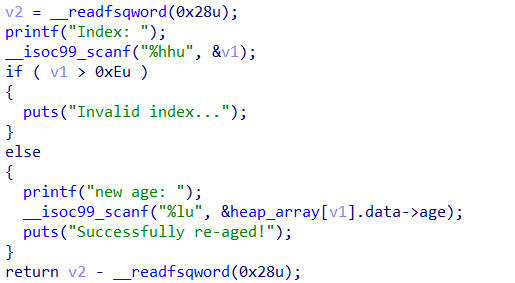 v2 = __readfsqword(0x28u);
printf("Index: ");
__isoc99_scanf("%hhu", &v1);
if ( v1 > 0xEu )
{
  puts("Invalid index...");
}
else
{
  printf("new age: ");
  __isoc99_scanf("%lu", &heap_array[v1].data->age);
  puts("Successfully re-aged!");
}
return v2 - __readfsqword(0x28u);